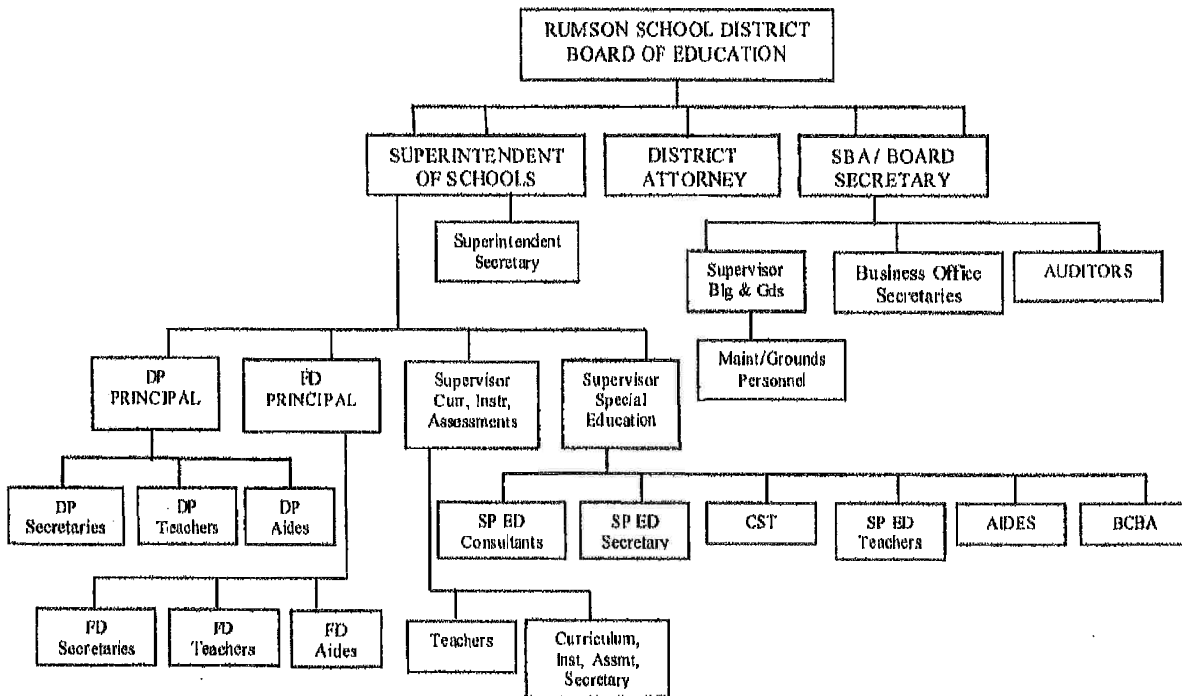 RUMSON SCHOOL DISTRICT
BOARD OF EDUCATION
SUPERINTENDENT
OF SCHOOLS
DISTRICT
ATTORNEY
SBA/ BOARD
SECRETARY
Superintendent
Secretary
Supervisor
Blg & Gds
Business Office
Secretaries
AUDITORS
Maint/Grounds
Personnel
DP
PRINCIPAL
FD
PRINCIPAL
Supervisor
Curr, Instr,
Assessments
Supervisor
Special
Education
DP
Secretaries
DP
Teachers
DP
Aides
SP ED
Consultants
SP ED
Secretary
CST
SP ED
Teachers
AIDES
BCBA
FD
Secretaries
FD
Teachers
FD
Aides
Teachers
Curriculum,
Inst, Assmt,
Secretary